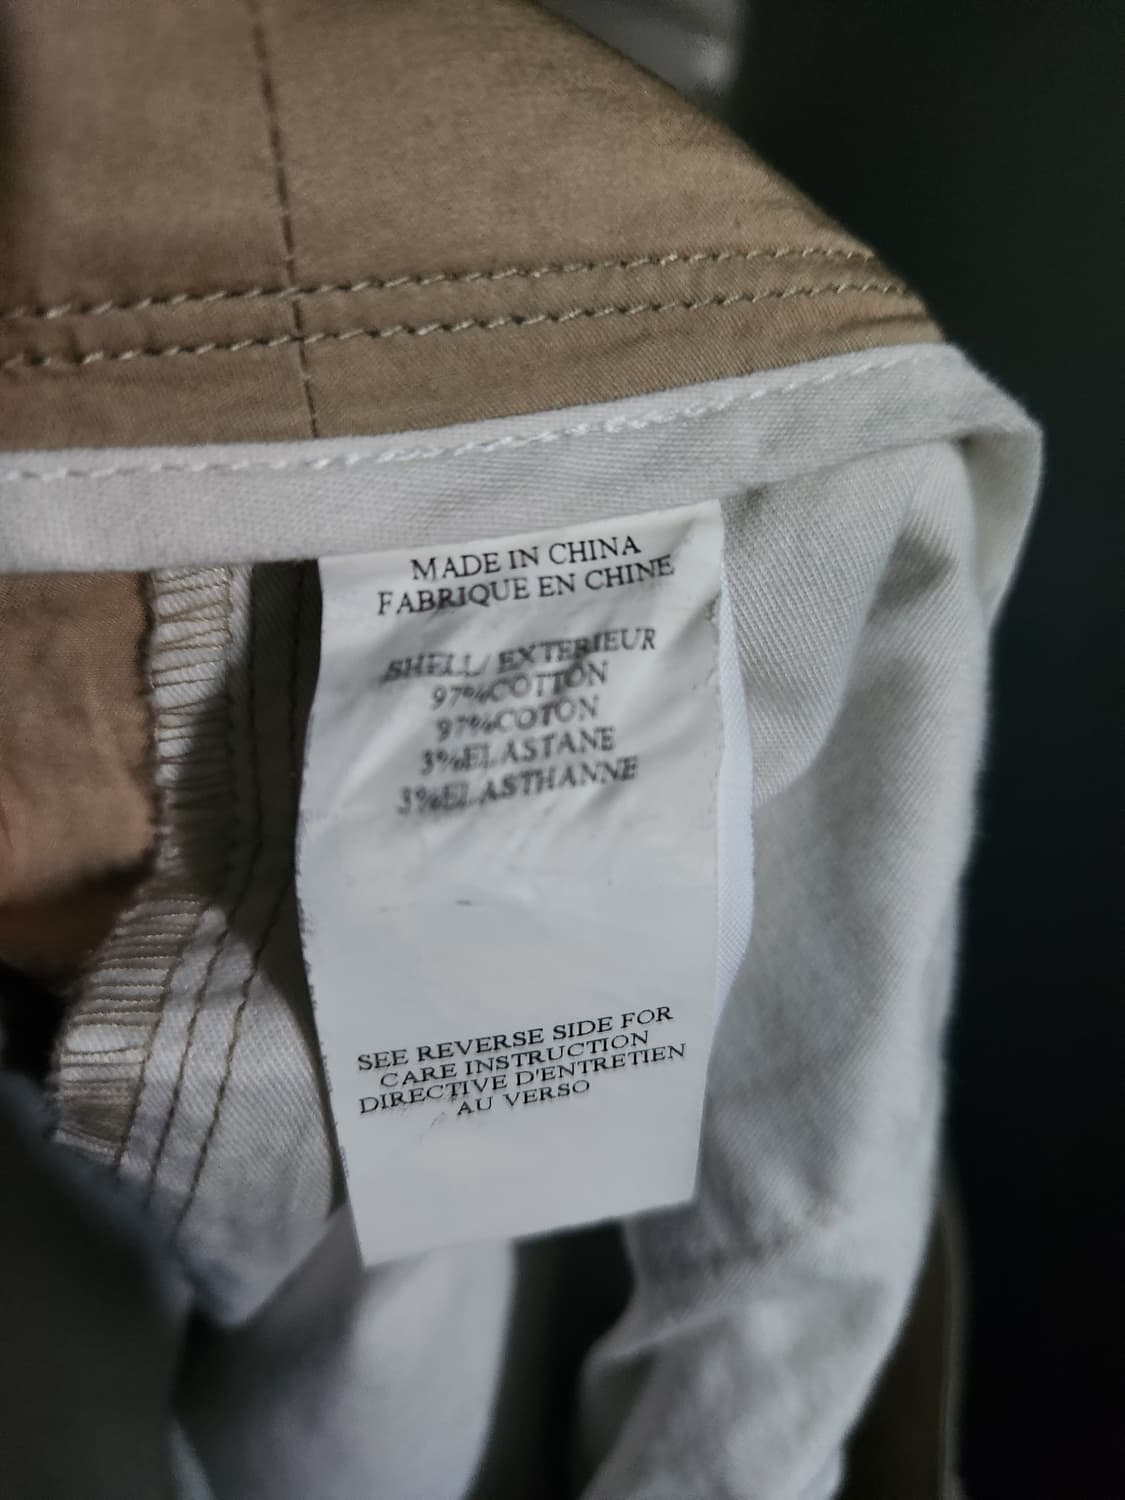 MADE IN CHINA
FABRIQUE EN CHINE
SHELL/ EXTERIEUR
97%COTTON
97%COTON
3%ELASTANE
3%ELASTHANNE
SEE REVERSE SIDE FOR
CARE INSTRUCTION
DIRECTIVE D'ENTRETIEN
AU VERSO